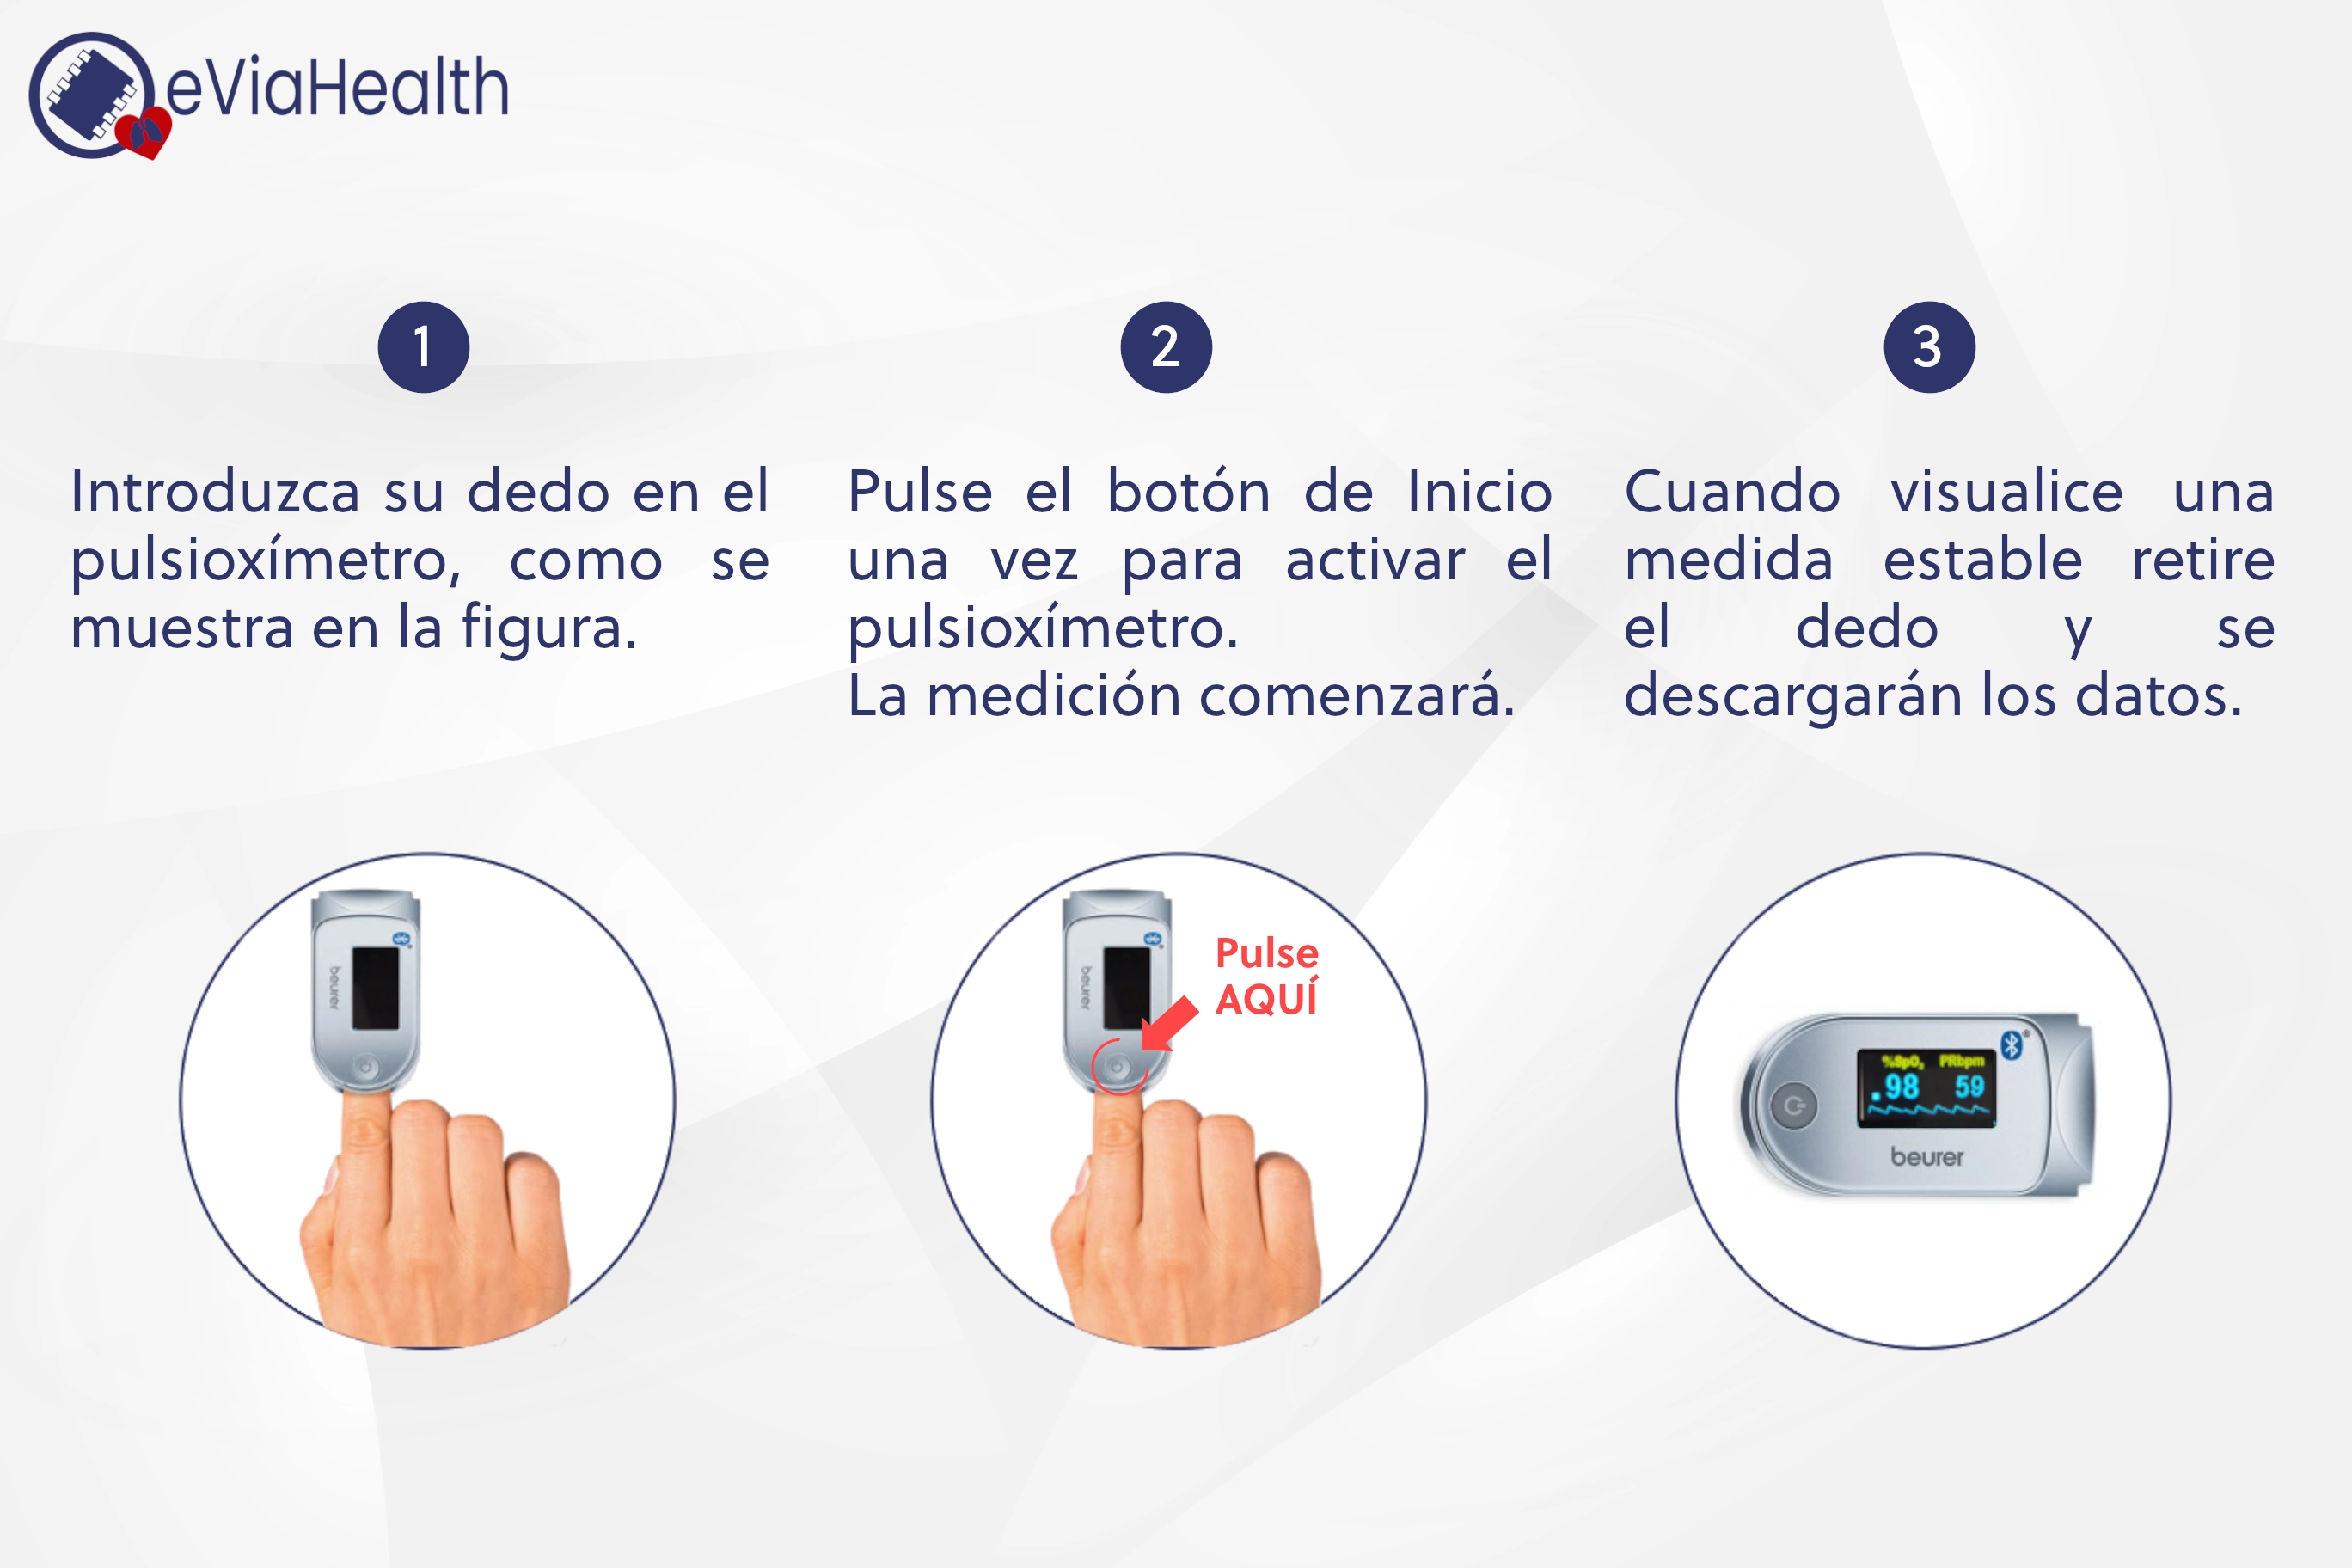 eViaHealth
1
Introduzca su dedo en el
pulsioxímetro, como se
muestra en la figura.
2
Pulse el botón de Inicio
una vez para activar el
pulsioxímetro.
La medición comenzará.
3
Cuando visualice una
medida estable retire
el dedo y se
descargarán los datos.
beurer
beurer
Pulse
AQUÍ
%SpO₂ PRbpm
98 59
beurer